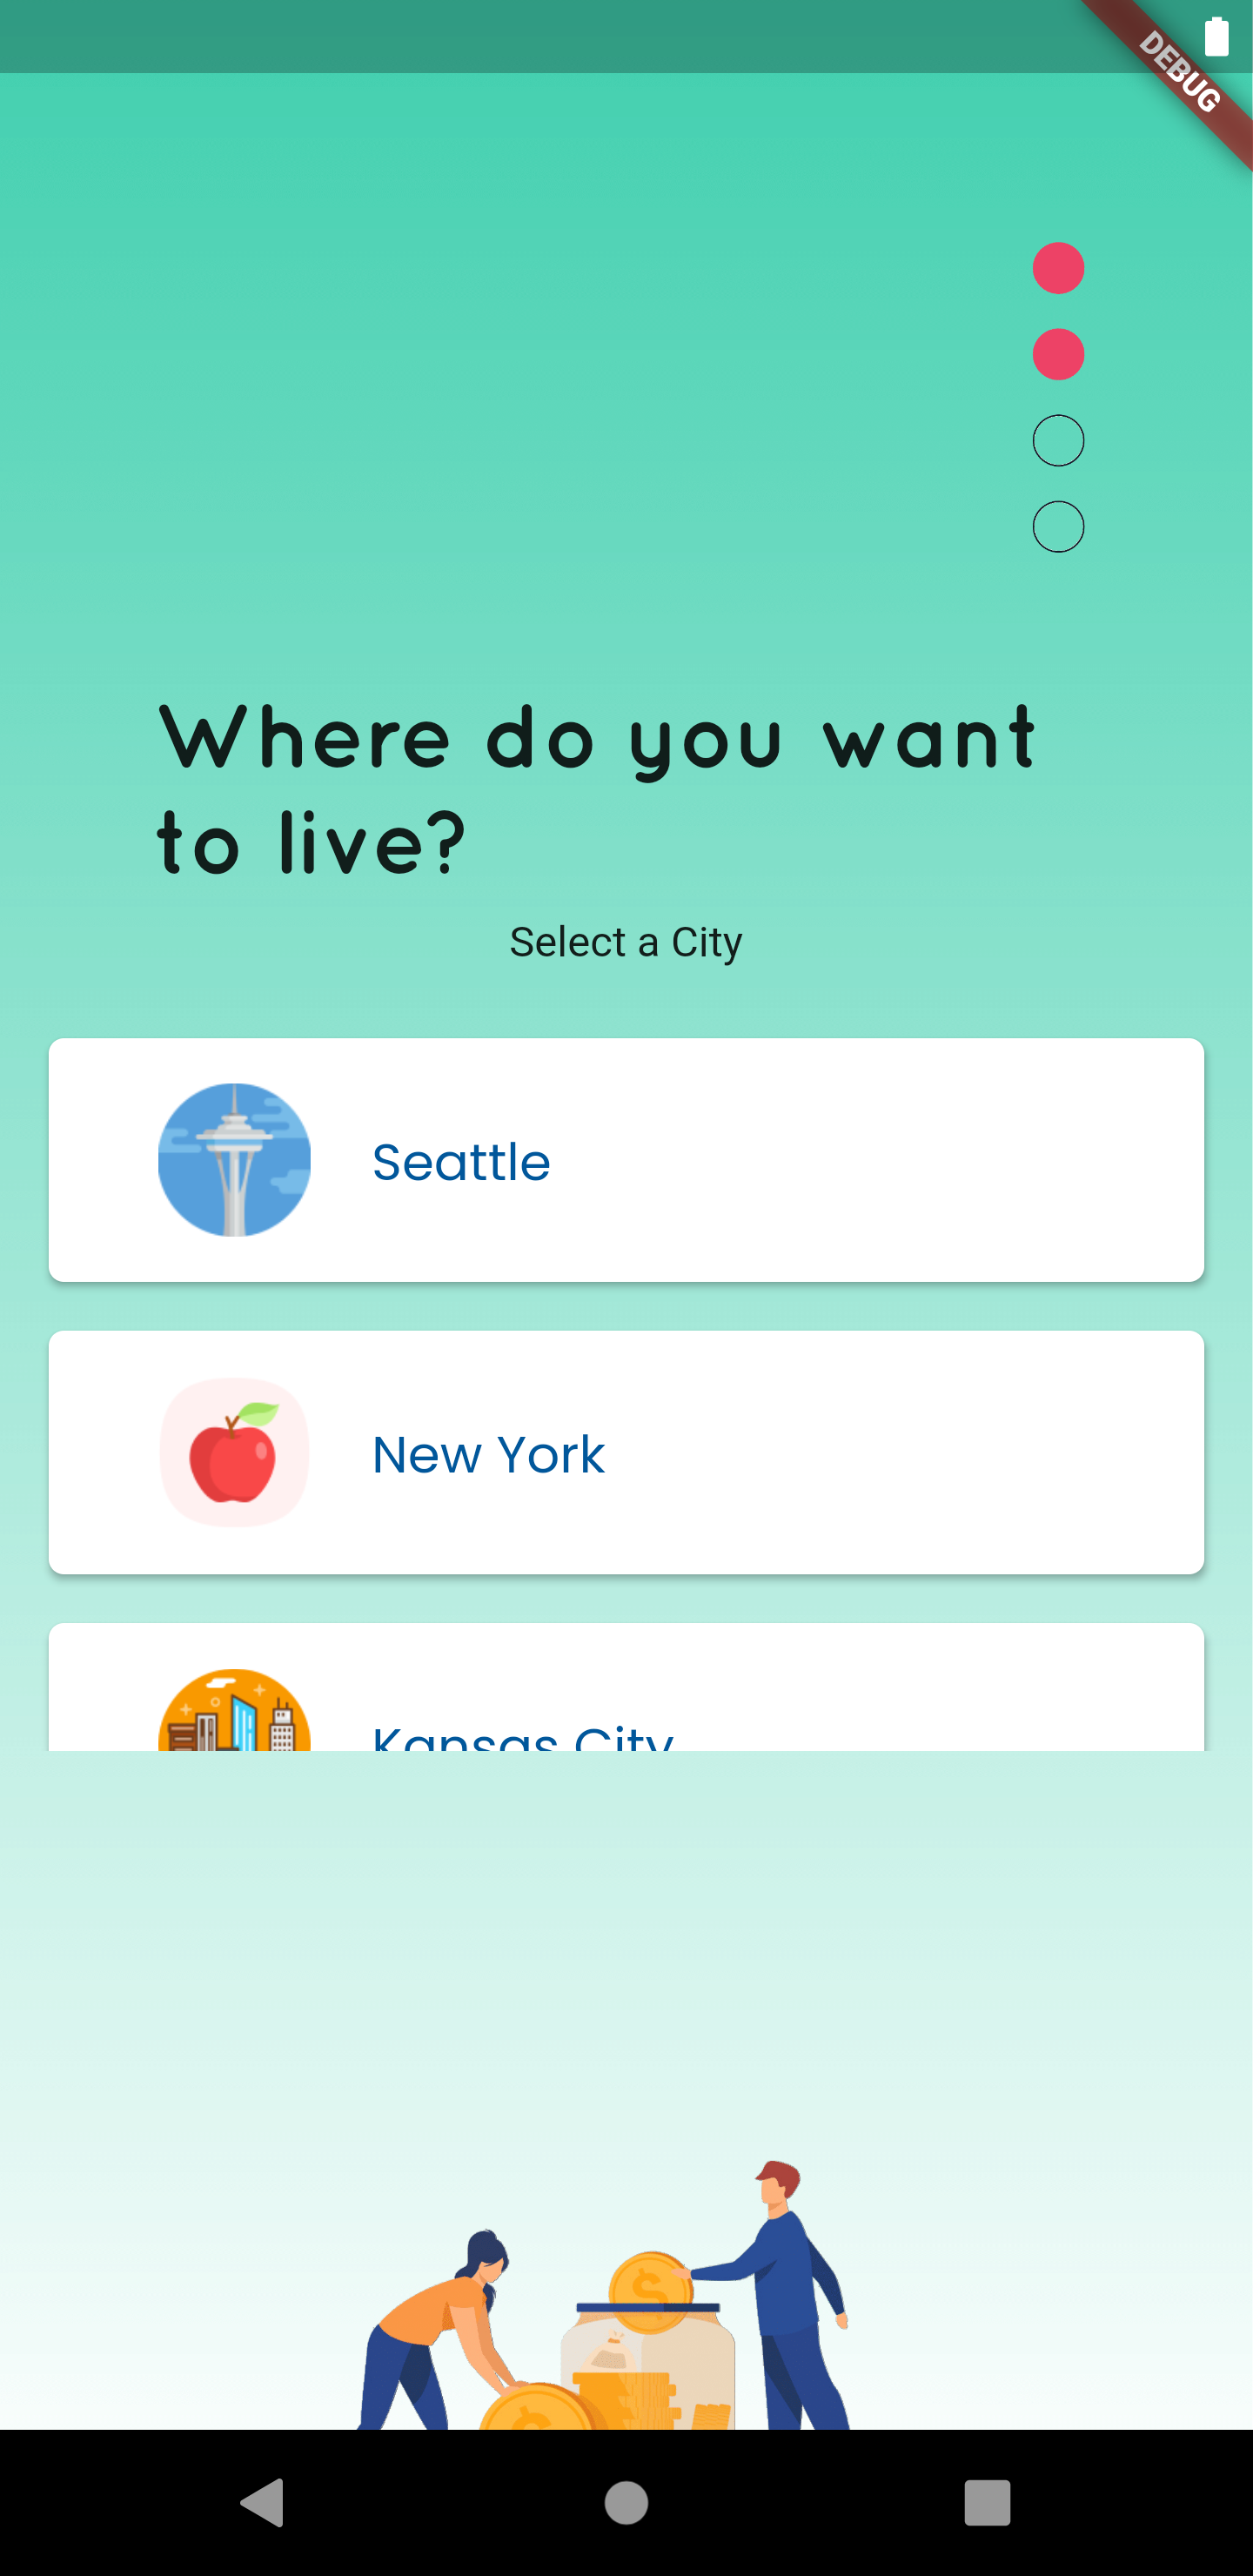 DEBUG
Where do you want
to live?
Select a City
Seattle
New York
Kansas City
$
$